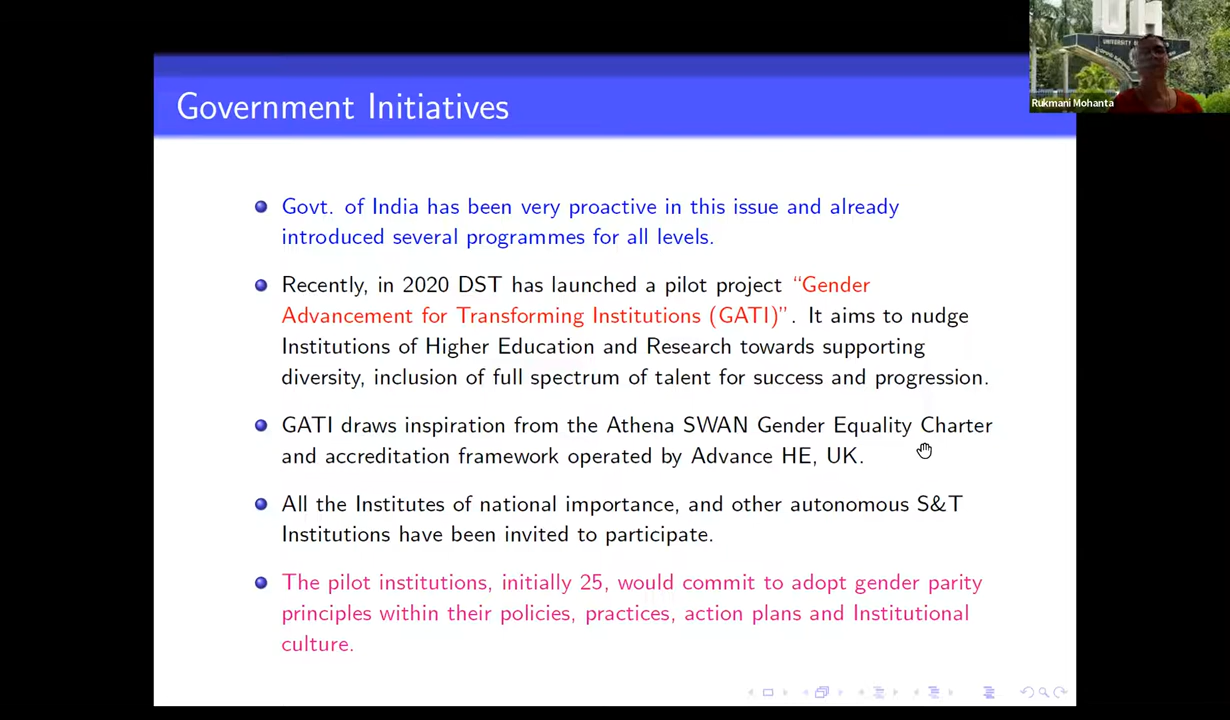 Government Initiatives
Govt. of India has been very proactive in this issue and already
introduced several programmes for all levels.
Recently, in 2020 DST has launched a pilot project “Gender
Advancement for Transforming Institutions (GATI)”. It aims to nudge
Institutions of Higher Education and Research towards supporting
diversity, inclusion of full spectrum of talent for success and progression.
GATI draws inspiration from the Athena SWAN Gender Equality Charter
and accreditation framework operated by Advance HE, UK.
All the Institutes of national importance, and other autonomous S&T
Institutions have been invited to participate.
The pilot institutions, initially 25, would commit to adopt gender parity
principles within their policies, practices, action plans and Institutional
culture.
UNIVERSITY
Rukmani Mohanta